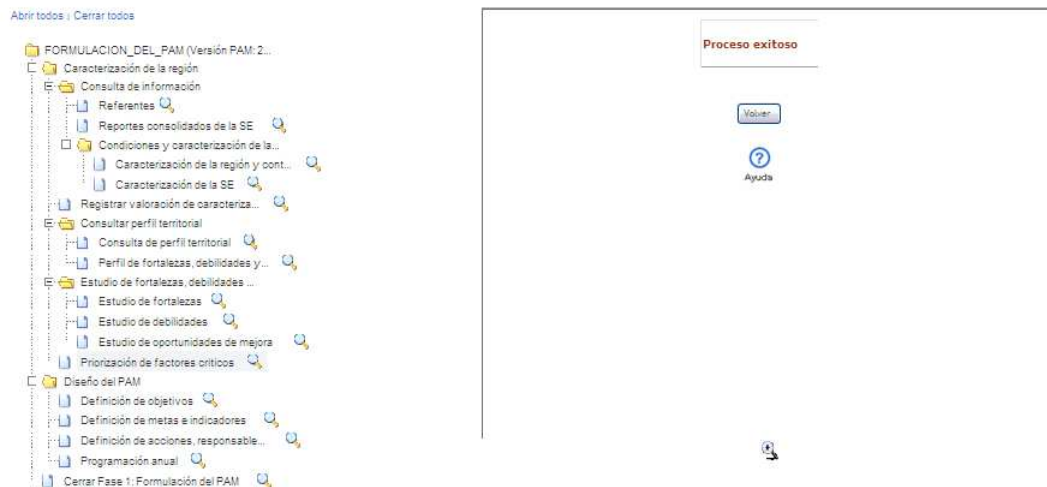 Abrir todos | Cerrar todos
FORMULACION_DEL_PAM (Versión PAM: 2...
Caracterización de la región
Consulta de información
Referentes
Reportes consolidados de la SE
Condiciones y caracterización de la...
Caracterización de la región y cont...
Caracterización de la SE
Registrar valoración de caracteriza...
Consultar perfil territorial
Consulta de perfil territorial
Perfil de fortalezas, debilidades y...
Estudio de fortalezas, debilidades ...
Estudio de fortalezas
Estudio de debilidades
Estudio de oportunidades de mejora
Priorización de factores críticos
Diseño del PAM
Definición de objetivos
Definición de metas e indicadores
Definición de acciones, responsable...
Programación anual
Cerrar Fase 1: Formulación del PAM
Proceso exitoso
Volver
Ayuda